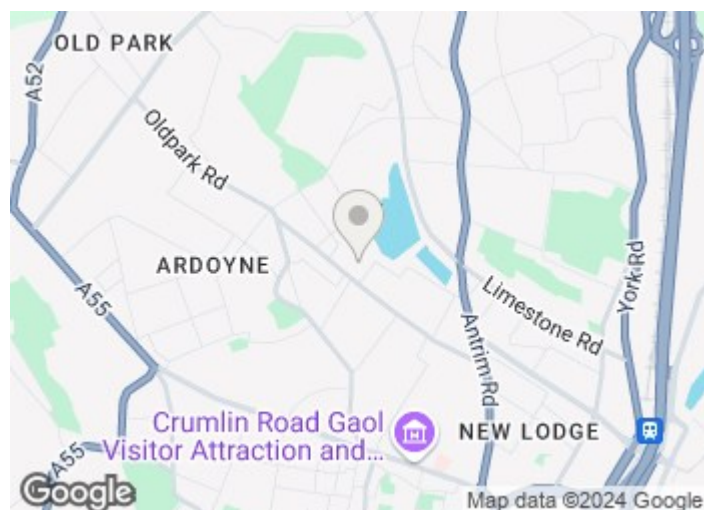 OLD PARK
A52
Oldpark Rd
York Rd
ARDOYNE
A55
Limestone Rd
Antrim Rd
Crumlin Road Gaol
Visitor Attraction and...
NEW LODGE
A55
Google
Map data ©2024 Google